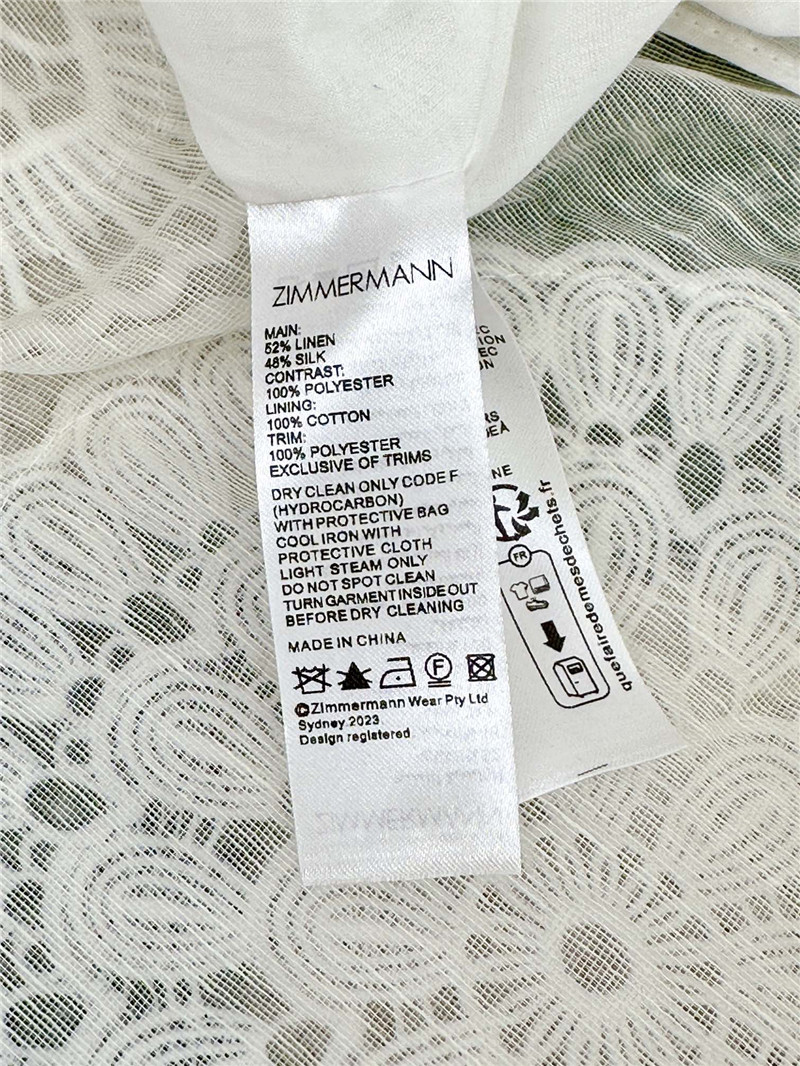 ZIMMERMANN
MAIN:
52% LINEN
48% SILK
CONTRAST:
100% POLYESTER
LINING:
100% COTTON
TRIM:
100% POLYESTER
EXCLUSIVE OF TRIMS
DRY CLEAN ONLY CODE F
(HYDROCARBON)
WITH PROTECTIVE BAG
COOL IRON WITH
PROTECTIVE CLOTH
LIGHT STEAM ONLY
DO NOT SPOT CLEAN
TURN GARMENT INSIDE OUT
BEFORE DRY CLEANING
MADE IN CHINA
F
©Zimmermann Wear Pty Ltd
Sydney 2023
Design registered
FR
quefairedemesdechets.fr